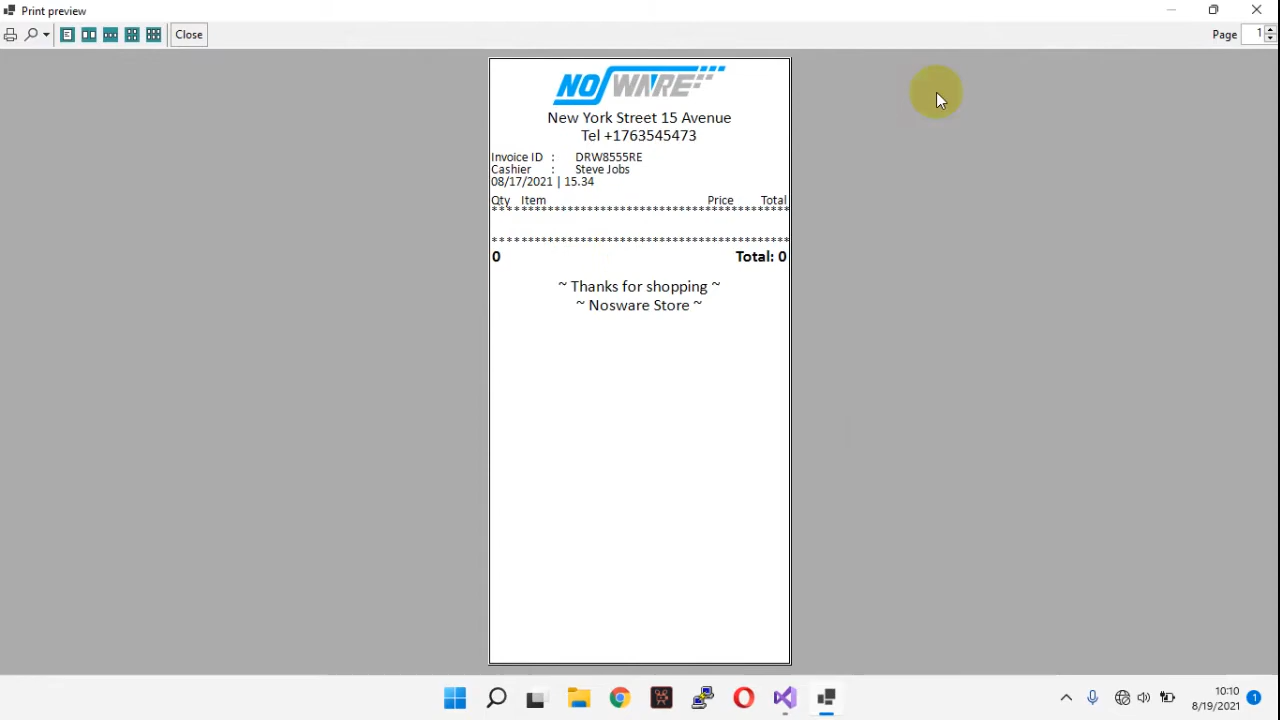 Print preview
Close
Page 1
NOSWARE
New York Street 15 Avenue
Tel +1763545473
Invoice ID : DRW8555RE
Cashier : Steve Jobs
08/17/2021 | 15.34
Qty Item Price Total
**************************************************
**************************************************
0 Total: 0
~ Thanks for shopping ~
~ Nosware Store ~
10:10
8/19/2021
1